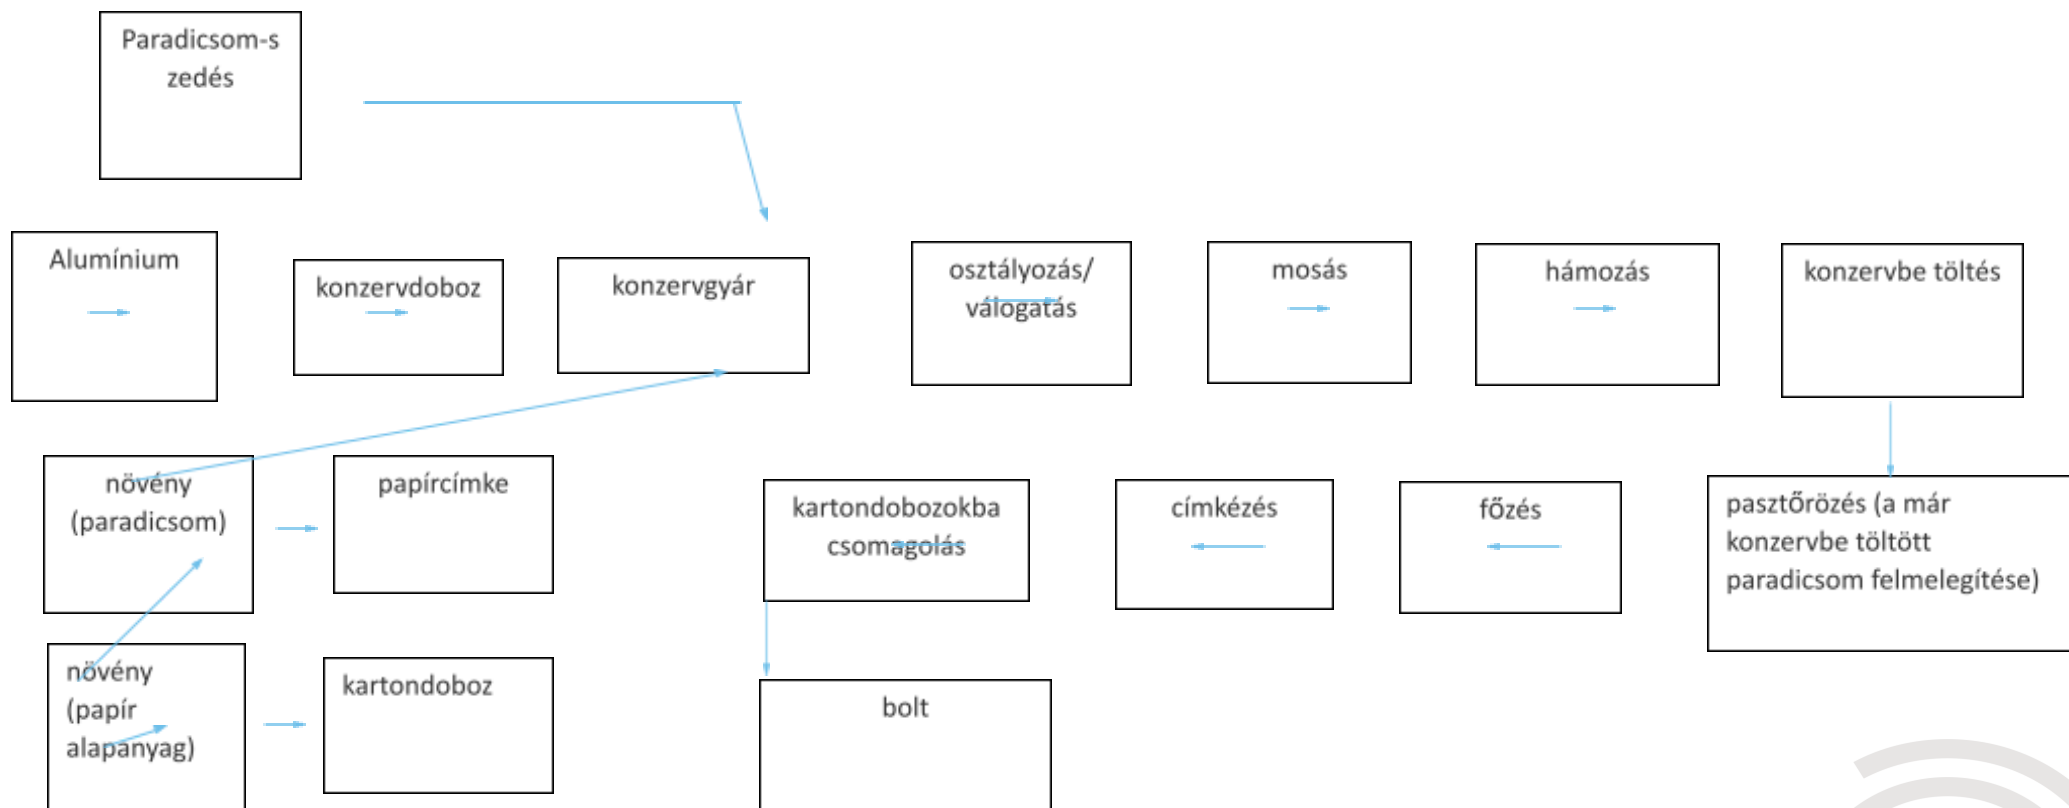 Paradicsom-s
zedés
Alumínium
konzervdoboz
konzervgyár
osztályozás/
válogatás
mosás
hámozás
konzervbe töltés
növény
(paradicsom)
papírcímke
kartondobozokba
csomagolás
címkézés
főzés
pasztőrözés (a már
konzervbe töltött
paradicsom felmelegítése)
növény
(papír
alapanyag)
kartondoboz
bolt